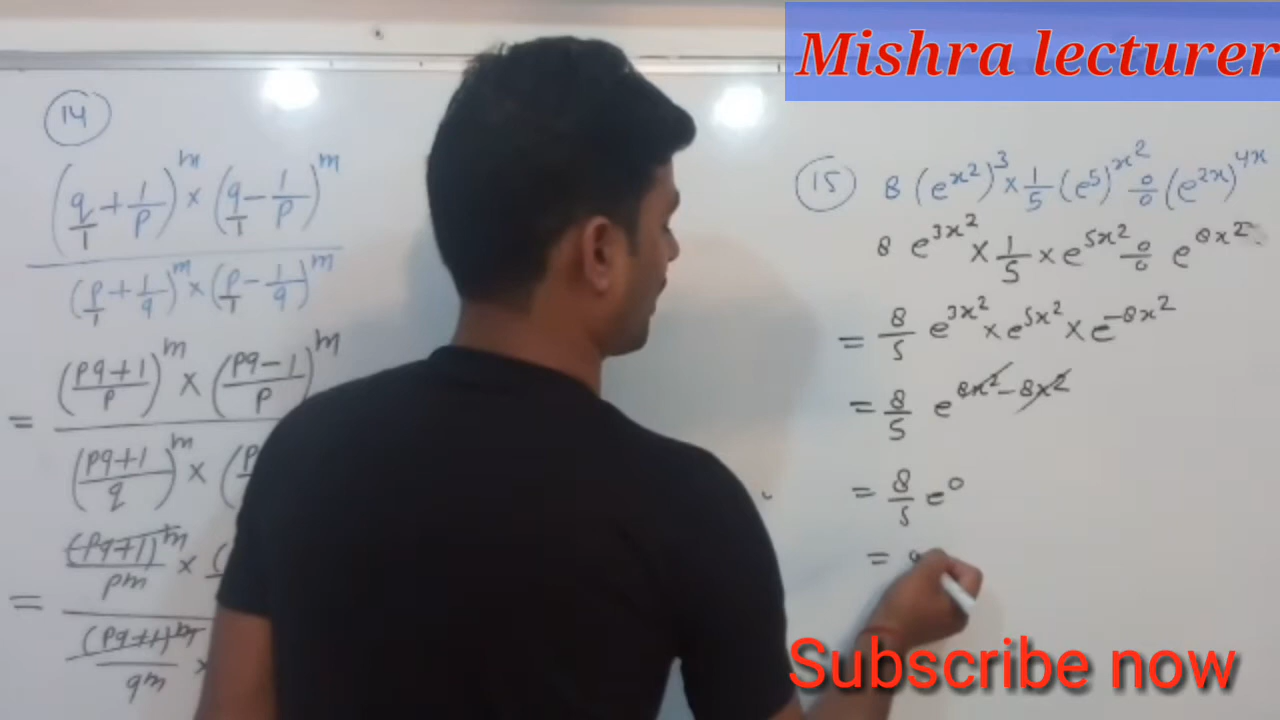 Mishra lecturer
14
(q/1 + 1/p)^m × (q/1 - 1/p)^m
(p/1 + 1/q)^m × (p/1 - 1/q)^m
= ((pq+1)/p)^m × ((pq-1)/p)^m
((pq+1)/q)^m × (p
= (pq+1)^m/pm ×
(pq+1)^m/qm ×
15 8 (e^x²)³ × 1/5 (e^5)^x² ÷ (e^2x)^4x
8 e^3x² × 1/5 × e^5x² ÷ e^8x²
= 8/5 e^3x² × e^5x² × e^-8x²
= 8/5 e^8x²-8x²
= 8/5 e^0
=
Subscribe now